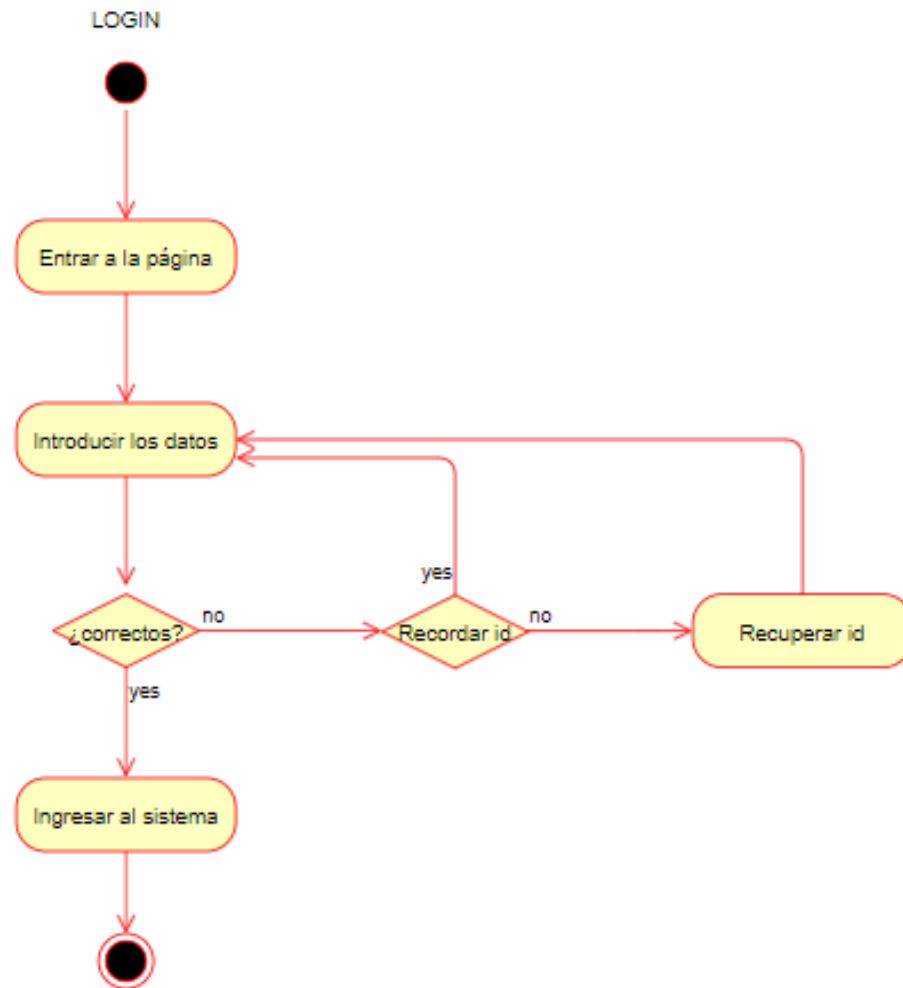 LOGIN
Entrar a la página
Introducir los datos
yes
no
no
¿correctos?
Recordar id
Recuperar id
yes
Ingresar al sistema